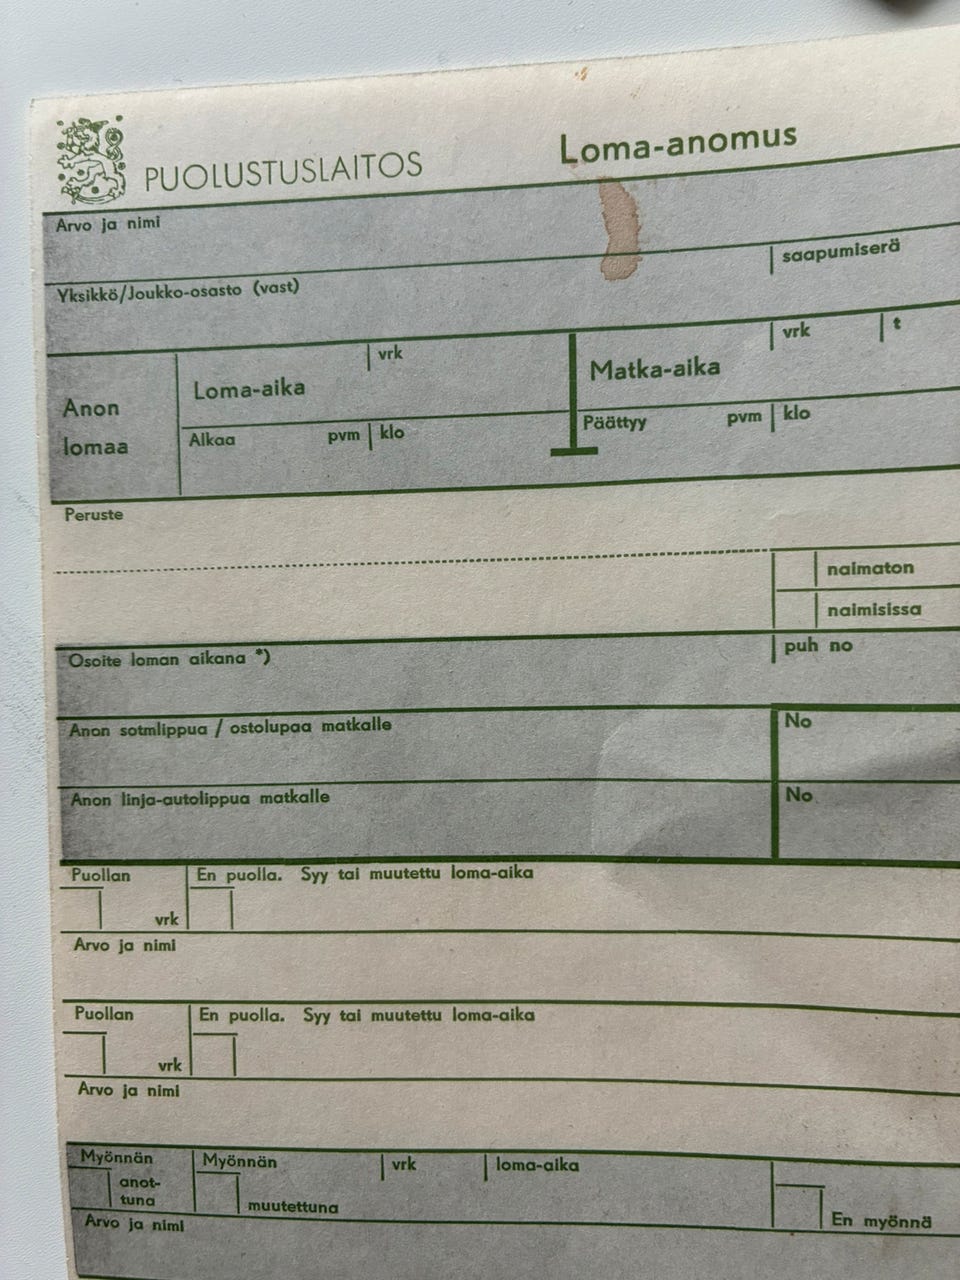 PUOLUSTUSLAITOS Loma-anomus
Arvo ja nimi
saapumiserä
Yksikkö/Joukko-osasto (vast)
Anon lomaa
Loma-aika vrk
Matka-aika vrk t
Alkaa pvm klo
Päättyy pvm klo
Peruste
naimaton
naimisissa
Osoite loman aikana *) puh no
Anon sotmlippua / ostolupaa matkalle No
Anon linja-autolippua matkalle No
Puollan vrk En puolla. Syy tai muutettu loma-aika
Arvo ja nimi
Puollan vrk En puolla. Syy tai muutettu loma-aika
Arvo ja nimi
Myönnän anot-
tuna
Myönnän muutettuna vrk loma-aika
En myönnä
Arvo ja nimi